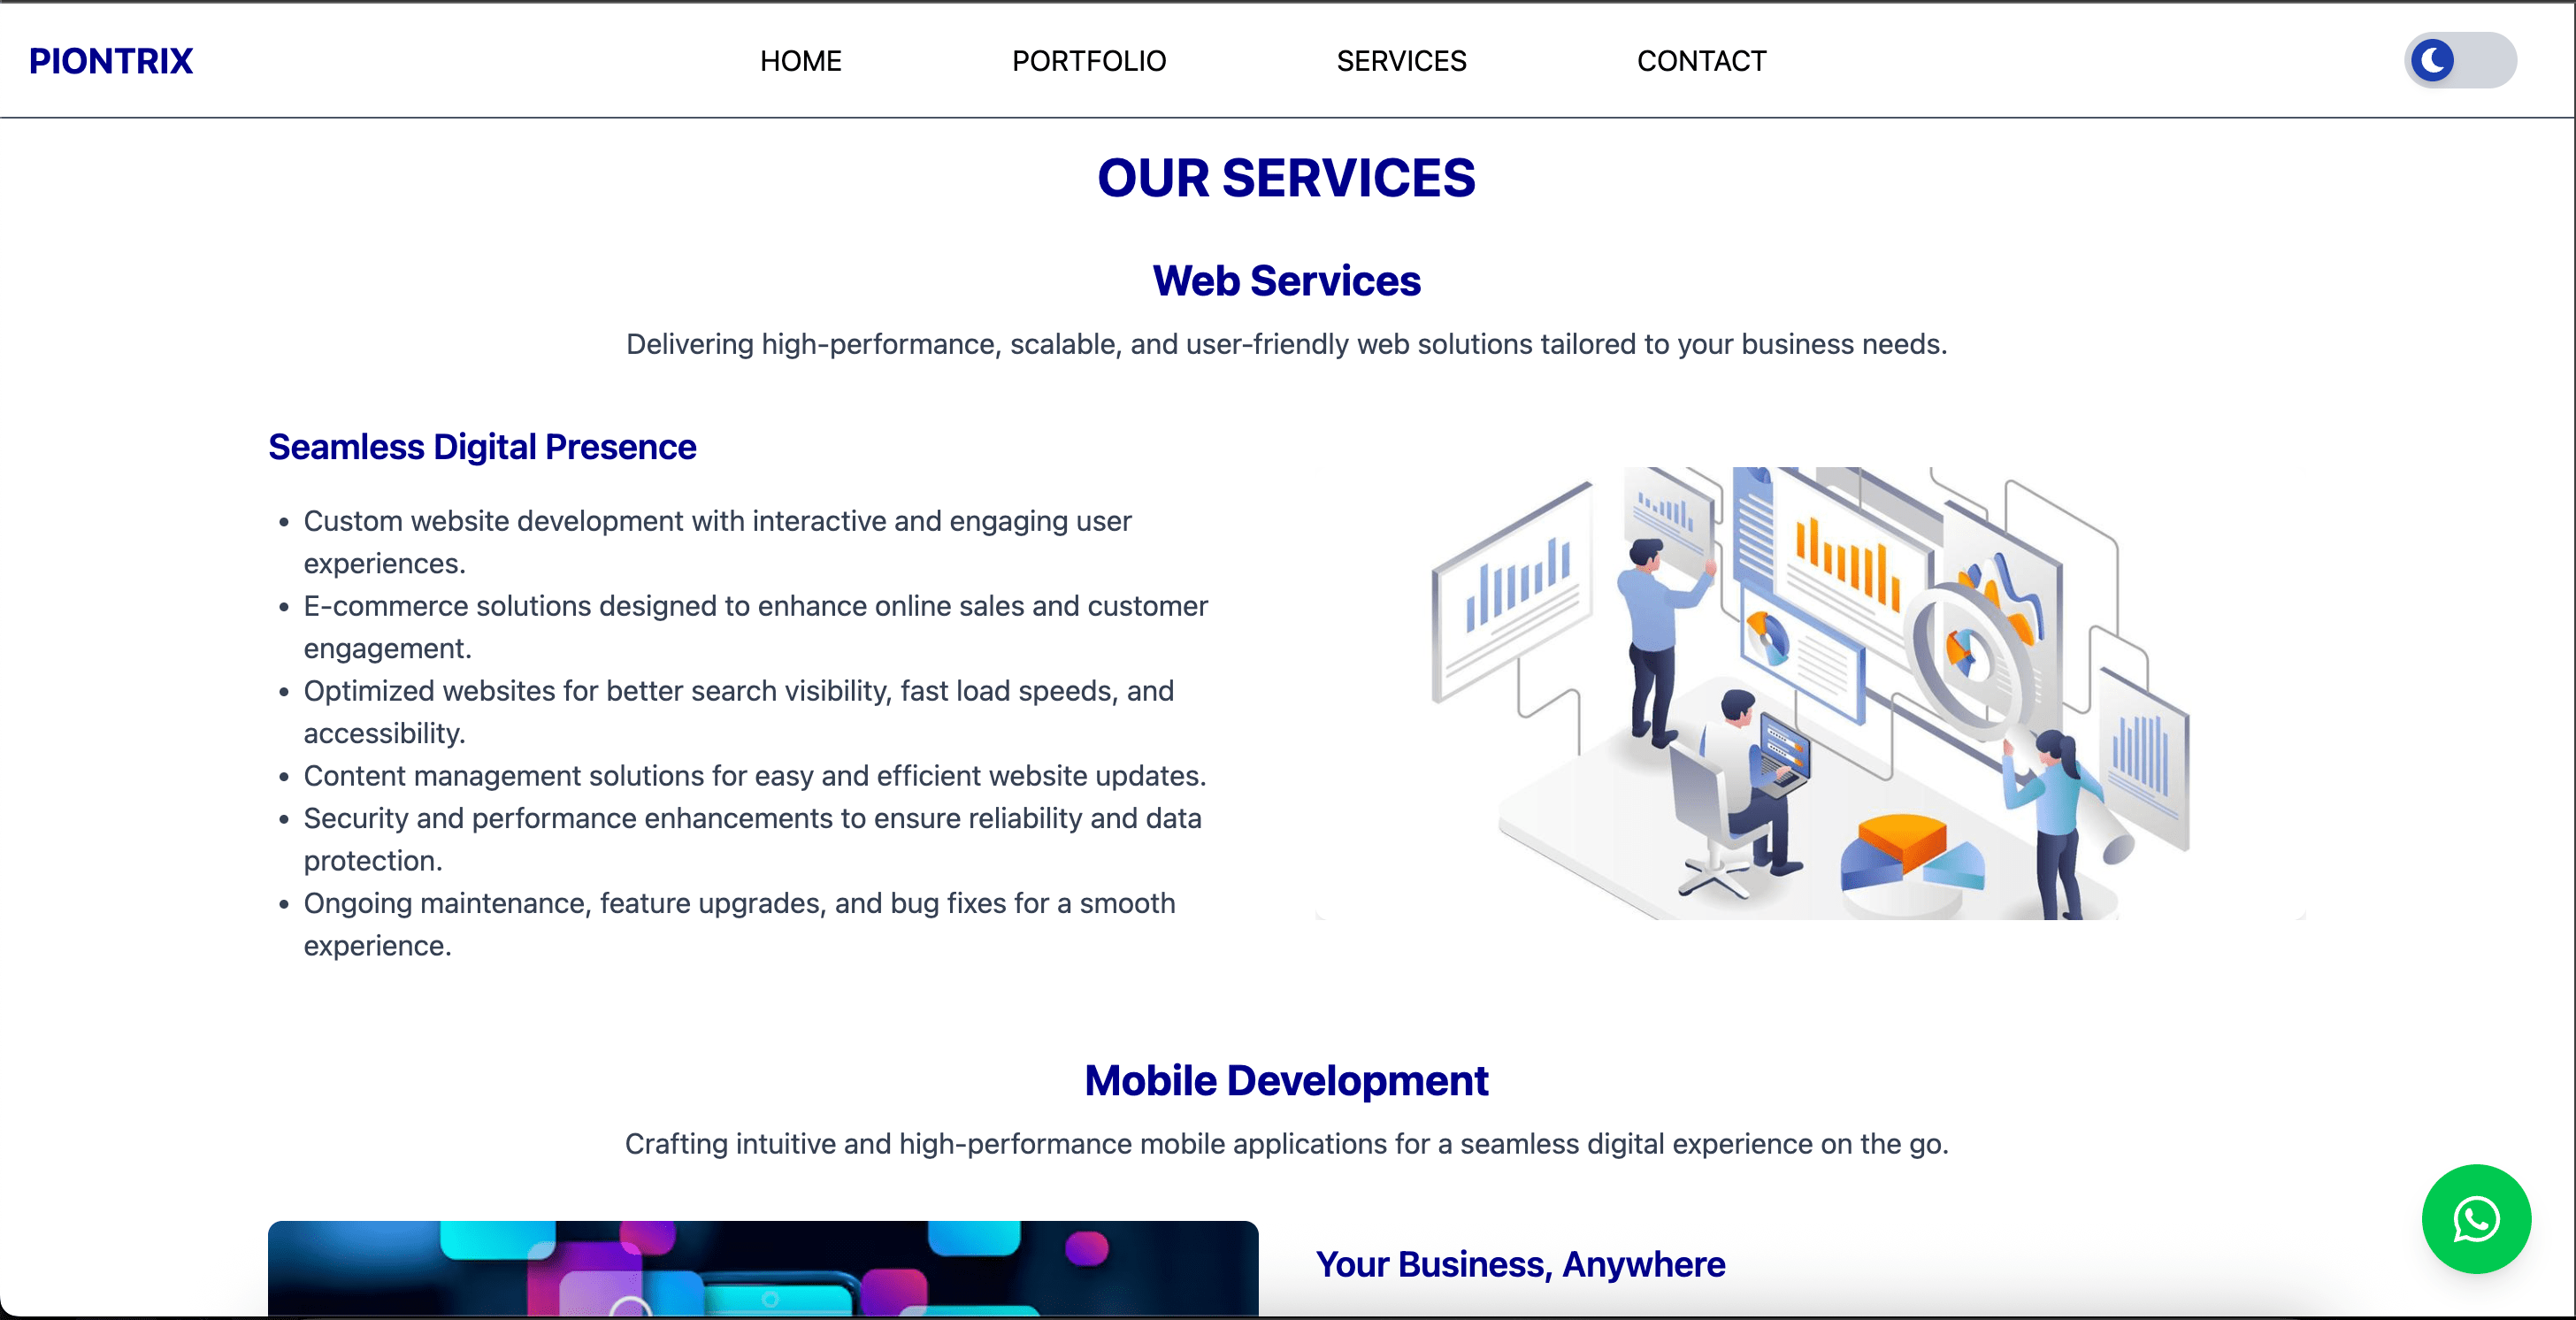 PIONTRIX
HOME
PORTFOLIO
SERVICES
CONTACT
OUR SERVICES
Web Services
Delivering high-performance, scalable, and user-friendly web solutions tailored to your business needs.
Seamless Digital Presence
• Custom website development with interactive and engaging user
experiences.
• E-commerce solutions designed to enhance online sales and customer
engagement.
• Optimized websites for better search visibility, fast load speeds, and
accessibility.
• Content management solutions for easy and efficient website updates.
• Security and performance enhancements to ensure reliability and data
protection.
• Ongoing maintenance, feature upgrades, and bug fixes for a smooth
experience.
Mobile Development
Crafting intuitive and high-performance mobile applications for a seamless digital experience on the go.
Your Business, Anywhere